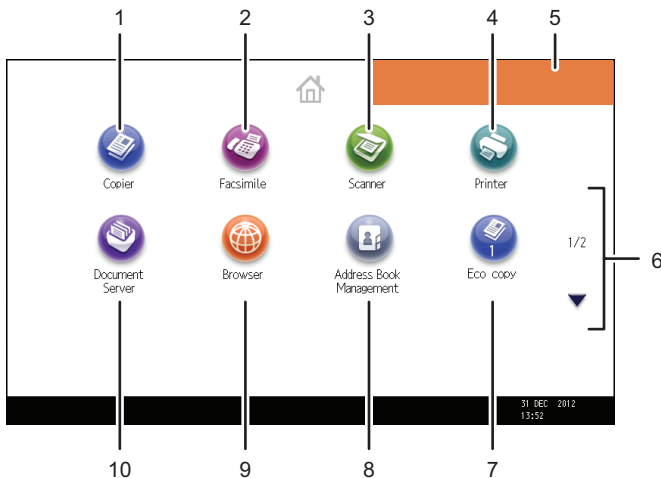 1 2 3 4 5
Copier Facsimile Scanner Printer
1
1/2
6
Document Server Browser Address Book Management Eco copy
31 DEC 2012
13:52
10 9 8 7